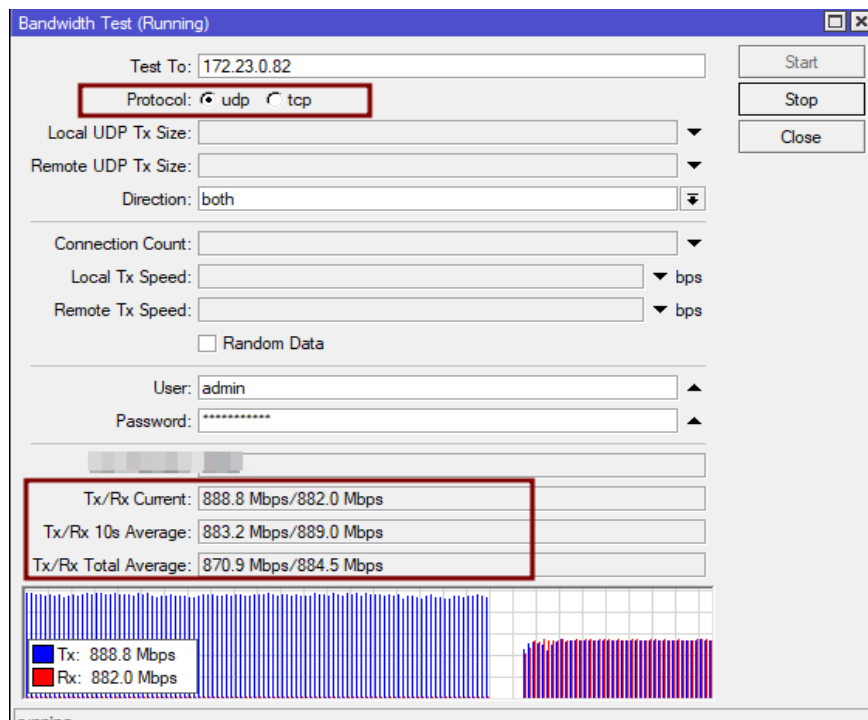 Bandwidth Test (Running)
Test To: 172.23.0.82
Start
Protocol: udp tcp
Stop
Local UDP Tx Size:
Close
Remote UDP Tx Size:
Direction: both
Connection Count:
Local Tx Speed: bps
Remote Tx Speed: bps
Random Data
User: admin
Password: ***********
Tx/Rx Current: 888.8 Mbps/882.0 Mbps
Tx/Rx 10s Average: 883.2 Mbps/889.0 Mbps
Tx/Rx Total Average: 870.9 Mbps/884.5 Mbps
Tx: 888.8 Mbps
Rx: 882.0 Mbps